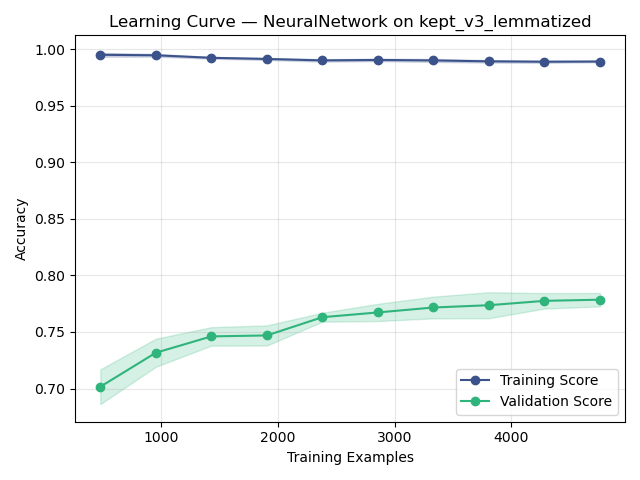 Learning Curve — NeuralNetwork on kept_v3_lemmatized
1.00
0.95
0.90
0.85
0.80
0.75
0.70
Accuracy
Training Score
Validation Score
1000
2000
3000
4000
Training Examples